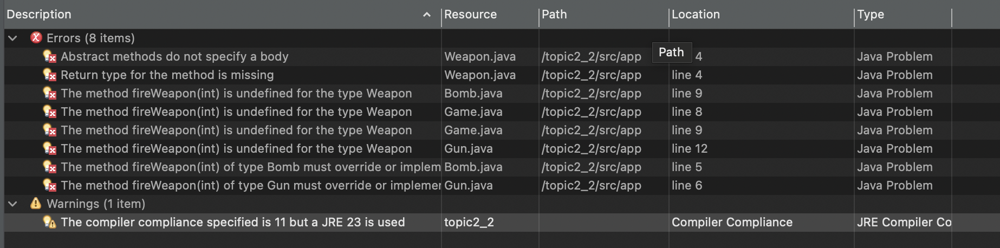 Description Resource Path Location Type
Errors (8 items)
Abstract methods do not specify a body Weapon.java /topic2_2/src/app 4 Java Problem
Path
Return type for the method is missing Weapon.java /topic2_2/src/app line 4 Java Problem
The method fireWeapon(int) is undefined for the type Weapon Bomb.java /topic2_2/src/app line 9 Java Problem
The method fireWeapon(int) is undefined for the type Weapon Game.java /topic2_2/src/app line 8 Java Problem
The method fireWeapon(int) is undefined for the type Weapon Game.java /topic2_2/src/app line 9 Java Problem
The method fireWeapon(int) is undefined for the type Weapon Gun.java /topic2_2/src/app line 12 Java Problem
The method fireWeapon(int) of type Bomb must override or implem Bomb.java /topic2_2/src/app line 5 Java Problem
The method fireWeapon(int) of type Gun must override or implemer Gun.java /topic2_2/src/app line 6 Java Problem
Warnings (1 item)
The compiler compliance specified is 11 but a JRE 23 is used topic2_2 Compiler Compliance JRE Compiler Co